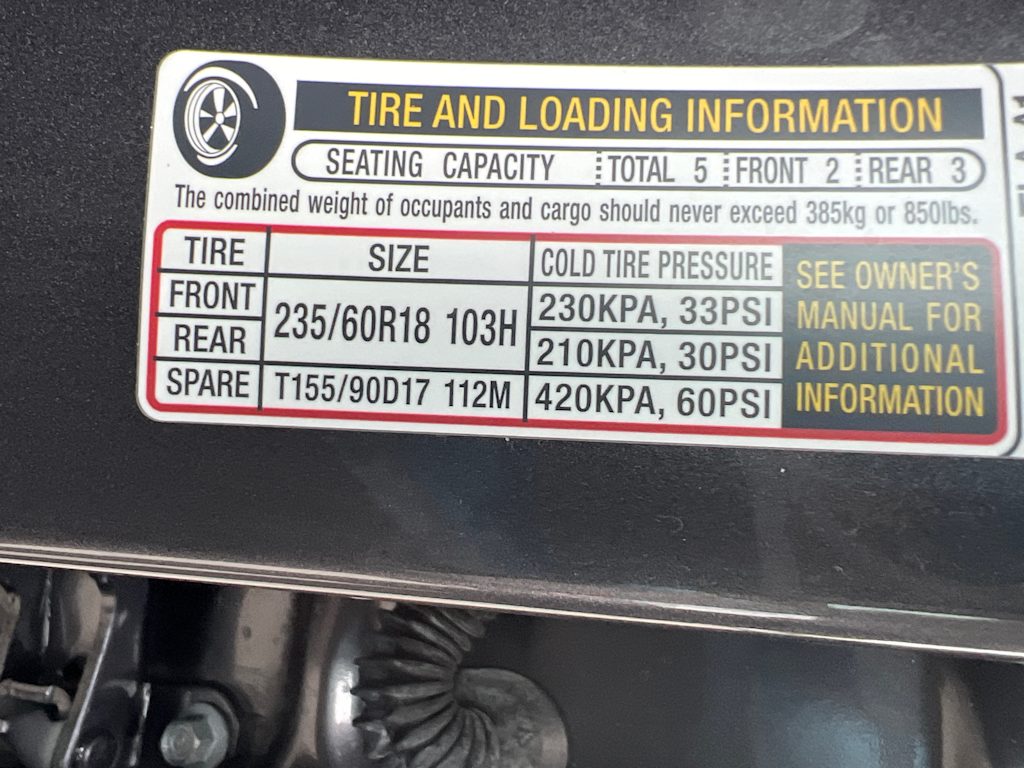 TIRE AND LOADING INFORMATION
SEATING CAPACITY TOTAL 5 FRONT 2 REAR 3
The combined weight of occupants and cargo should never exceed 385kg or 850lbs.
TIRE SIZE COLD TIRE PRESSURE
FRONT 235/60R18 103H 230KPA, 33PSI
REAR 210KPA, 30PSI
SPARE T155/90D17 112M 420KPA, 60PSI
SEE OWNER'S
MANUAL FOR
ADDITIONAL
INFORMATION